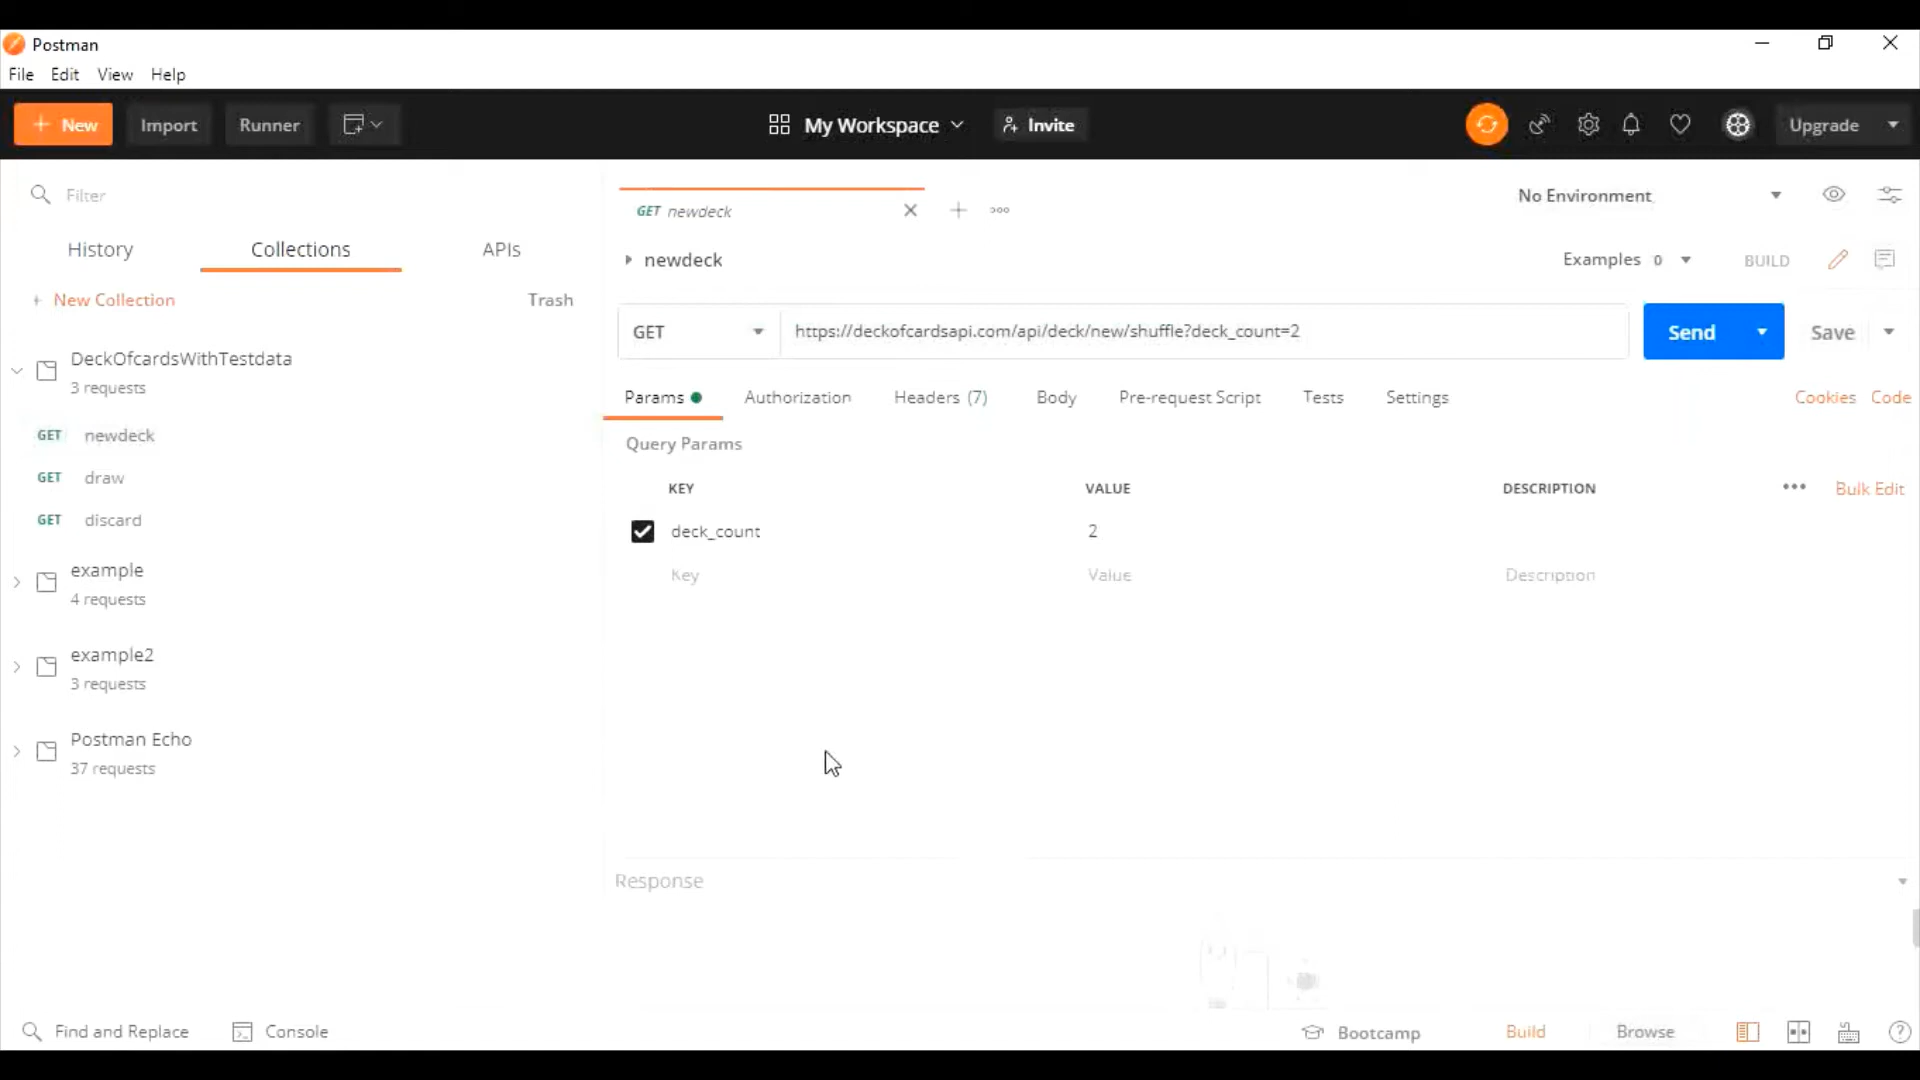 Postman
File Edit View Help
+ New Import Runner My Workspace Invite Upgrade
Filter
History Collections APIs
+ New Collection Trash
DeckOfcardsWithTestdata
3 requests
GET newdeck
GET draw
GET discard
example
4 requests
example2
3 requests
Postman Echo
37 requests
GET newdeck
No Environment
newdeck
Examples 0 BUILD
GET https://deckofcardsapi.com/api/deck/new/shuffle?deck_count=2 Send Save
Params Authorization Headers (7) Body Pre-request Script Tests Settings Cookies Code
Query Params
KEY VALUE DESCRIPTION Bulk Edit
deck_count 2
Key Value Description
Response
Find and Replace Console Bootcamp Build Browse